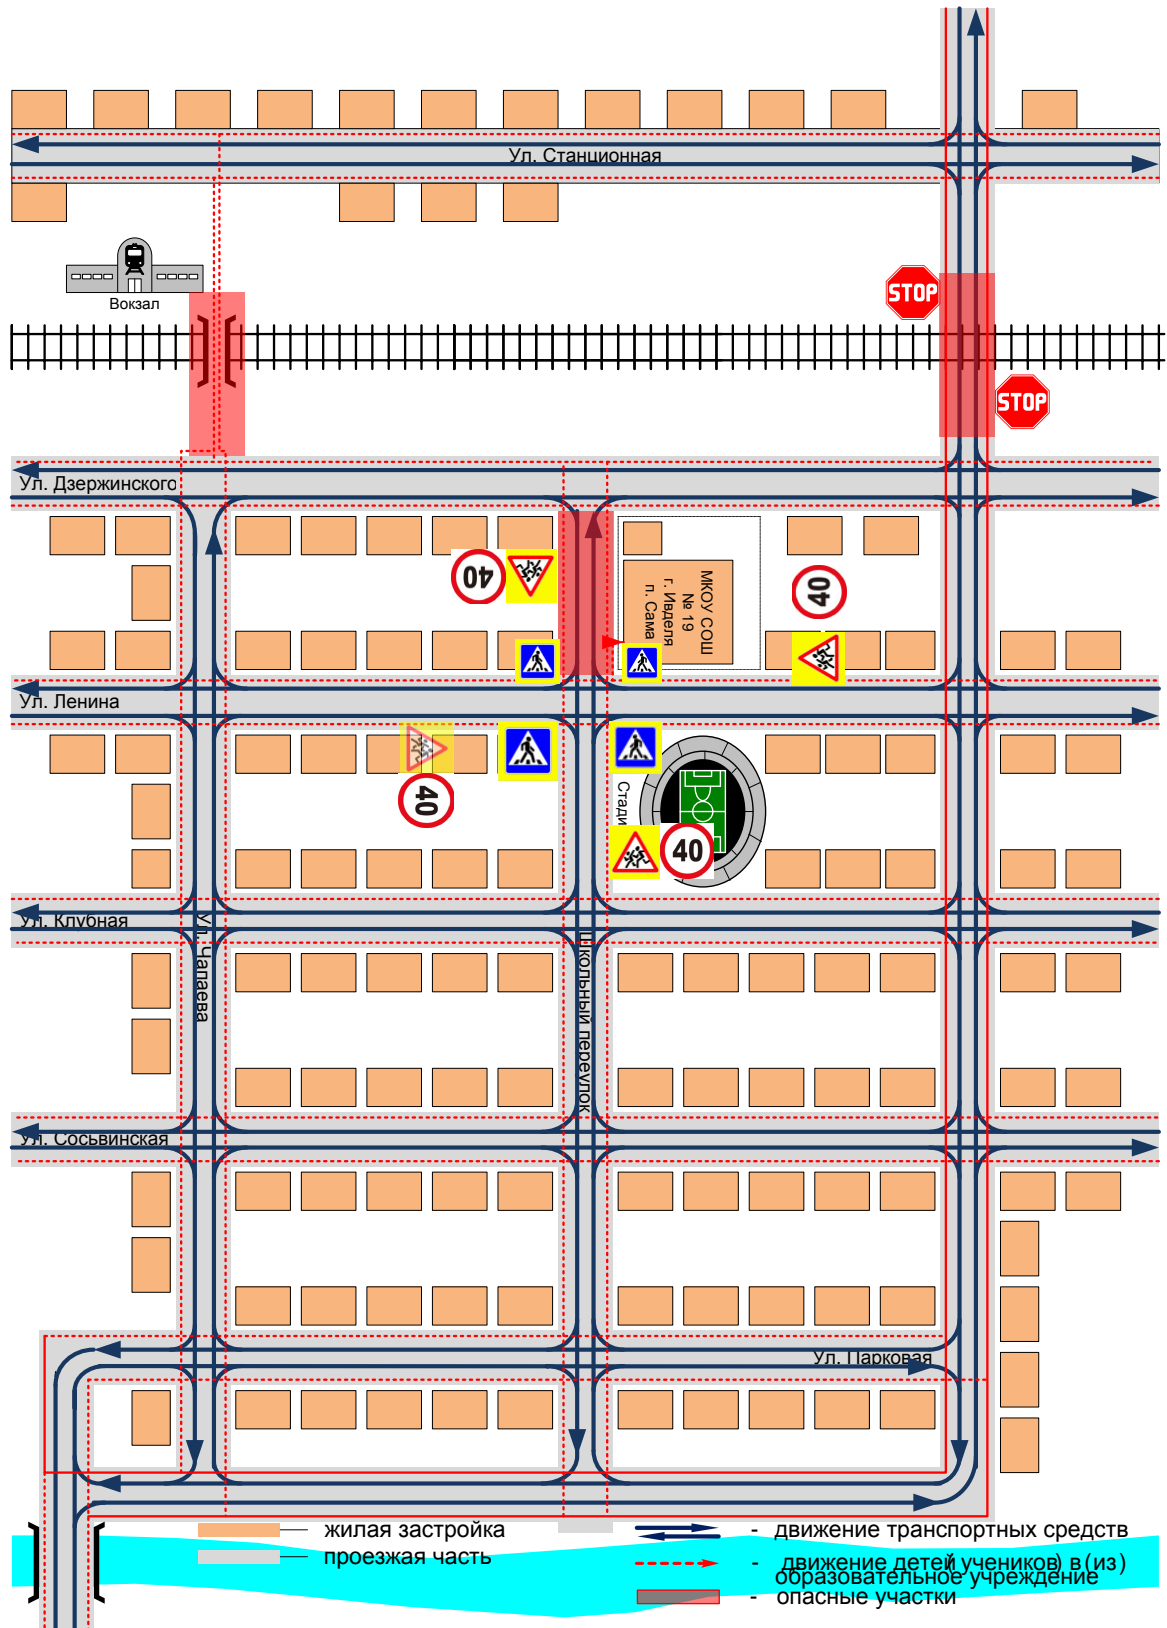 Ул. Станционная
STOP
Вокзал
STOP
Ул. Дзержинского
40
МКОУ СОШ
№ 19
г. Ивделя
п. Сама
40
Ул. Ленина
Стади
40
40
Ул. Клубная
Ул. Чапаева
Школьный переулок
Ул. Сосьвинская
Ул. Парковая
жилая застройка
проезжая часть
- движение транспортных средств
- движение детей учеников) в (из)
образовательное учреждение
- опасные участки